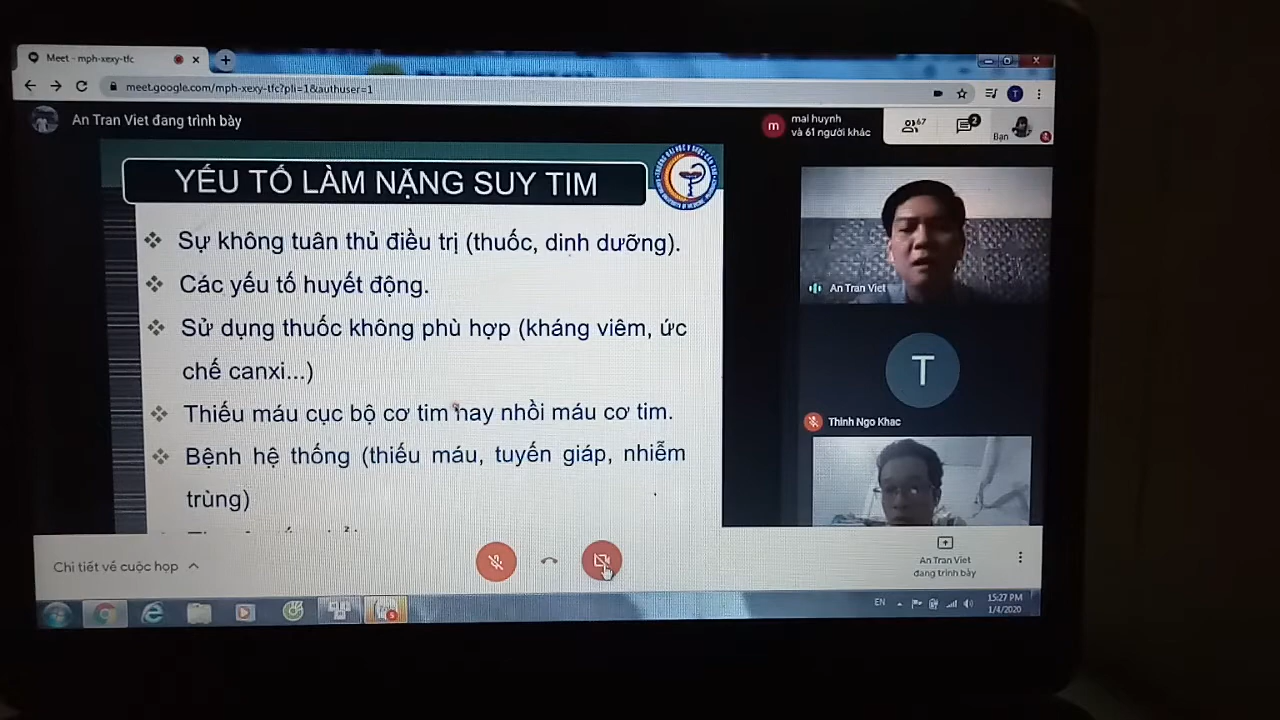 Meet - mph-xexy-tfc
meet.google.com/mph-xexy-tfc?pli=1&authuser=1
An Tran Viet đang trình bày
m
mai huynh
và 61 người khác
67
2
Bạn
T
YẾU TỐ LÀM NẶNG SUY TIM
Sự không tuân thủ điều trị (thuốc, dinh dưỡng).
Các yếu tố huyết động.
Sử dụng thuốc không phù hợp (kháng viêm, ức
chế canxi...)
Thiếu máu cục bộ cơ tim hay nhồi máu cơ tim.
Bệnh hệ thống (thiếu máu, tuyến giáp, nhiễm
trùng)
An Tran Viet
T
Thinh Ngo Khac
Chi tiết về cuộc họp
An Tran Viet
đang trình bày
EN
15:27 PM
1/4/2020